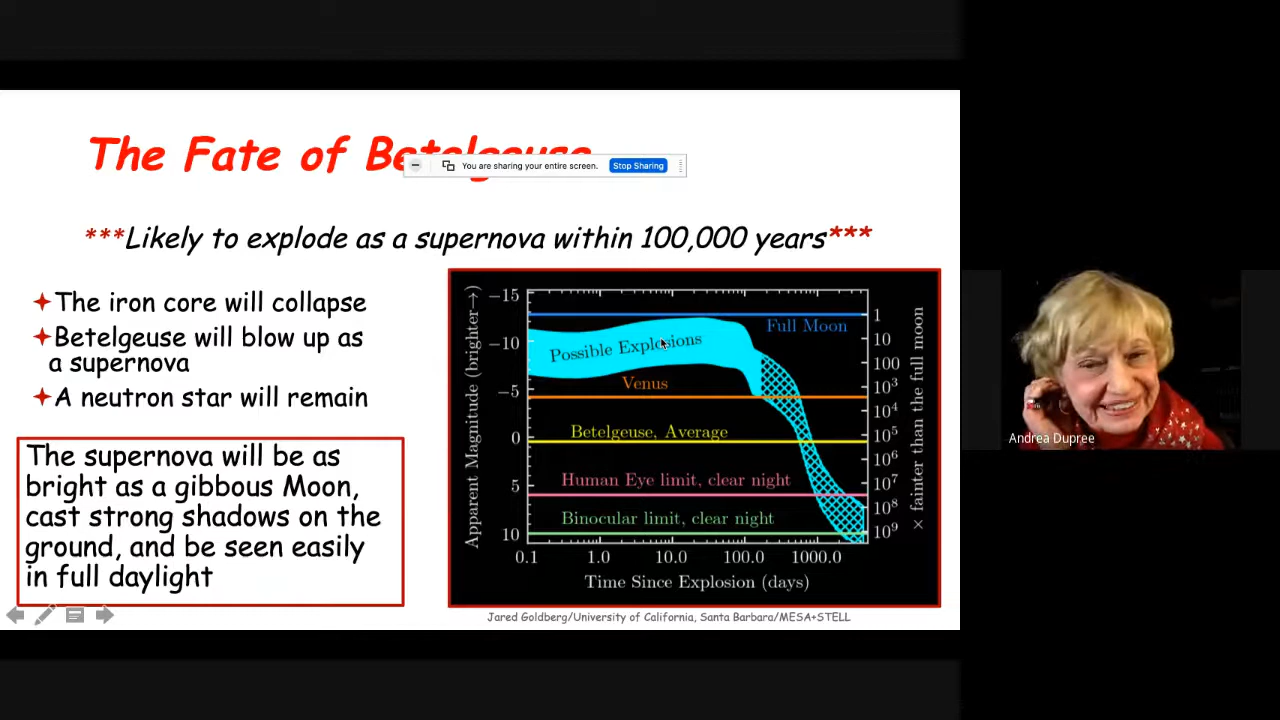 The Fate of Betelgeuse
You are sharing your entire screen.
Stop Sharing
***Likely to explode as a supernova within 100,000 years***
The iron core will collapse
Betelgeuse will blow up as
a supernova
A neutron star will remain
The supernova will be as
bright as a gibbous Moon,
cast strong shadows on the
ground, and be seen easily
in full daylight
Apparent Magnitude (brighter→)
−15
−10
−5
0
5
10
Full Moon
Possible Explosions
Venus
Betelgeuse, Average
Human Eye limit, clear night
Binocular limit, clear night
1
10
100
10³
10⁴
10⁵
10⁶
10⁷
10⁸
10⁹
× fainter than the full moon
0.1 1.0 10.0 100.0 1000.0
Time Since Explosion (days)
Jared Goldberg/University of California, Santa Barbara/MESA+STELL
Andrea Dupree